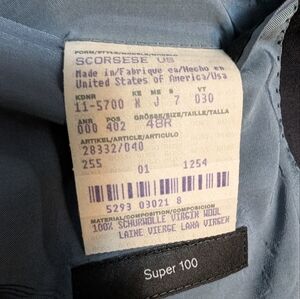 FORM/STYLE/MODELE/MODELO
SCORSESE US
Made in/Fabrique en/Hecho en
United States of America/Usa
KDNR KE ME J VT
11-5700 N J 7 030
ANR POS GRÖSSE/SIZE/TAILLE/TALLA
000 402 48R
ARTIKEL/ARTICLE/ARTICULO
28332/040
255 01 1254
5293 03021 8
MATERIAL/COMPOSITION/COMPOSICION
100% SCHURWOLLE VIRGIN WOOL
LAINE VIERGE LANA VIRGEN
Super 100